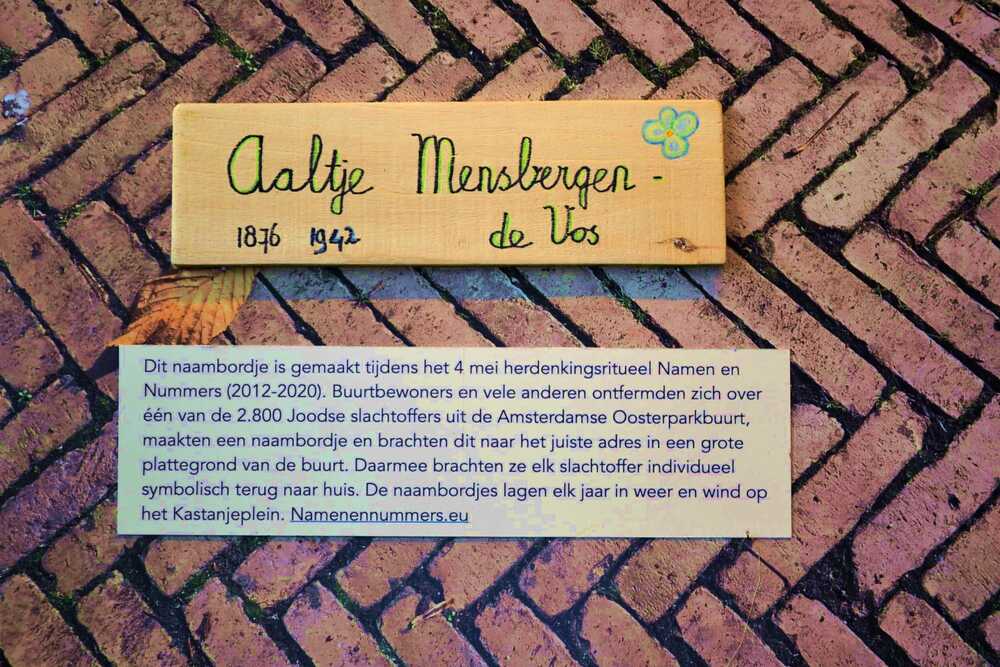 Aaltje Mensbergen -
1876 1942 de Vos
Dit naambordje is gemaakt tijdens het 4 mei herdenkingsritueel Namen en
Nummers (2012-2020). Buurtbewoners en vele anderen ontfermden zich over
één van de 2.800 Joodse slachtoffers uit de Amsterdamse Oosterparkbuurt,
maakten een naambordje en brachten dit naar het juiste adres in een grote
plattegrond van de buurt. Daarmee brachten ze elk slachtoffer individueel
symbolisch terug naar huis. De naambordjes lagen elk jaar in weer en wind op
het Kastanjeplein. Namenennummers.eu